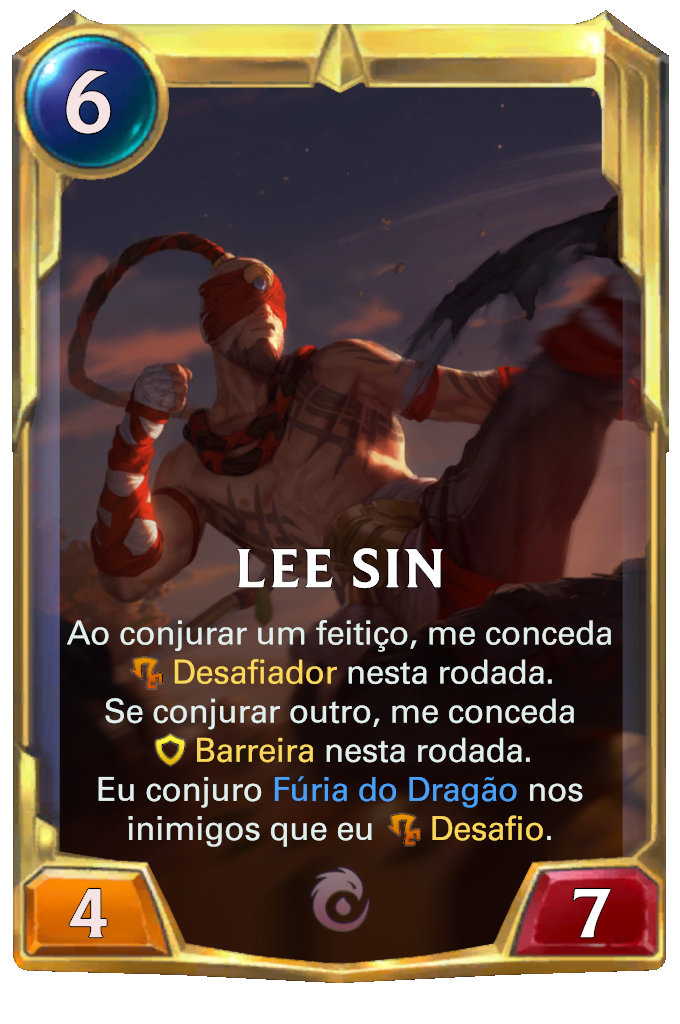 6
LEE SIN
Ao conjurar um feitiço, me conceda
Desafiador nesta rodada.
Se conjurar outro, me conceda
Barreira nesta rodada.
Eu conjuro Fúria do Dragão nos
inimigos que eu Desafio.
4
7